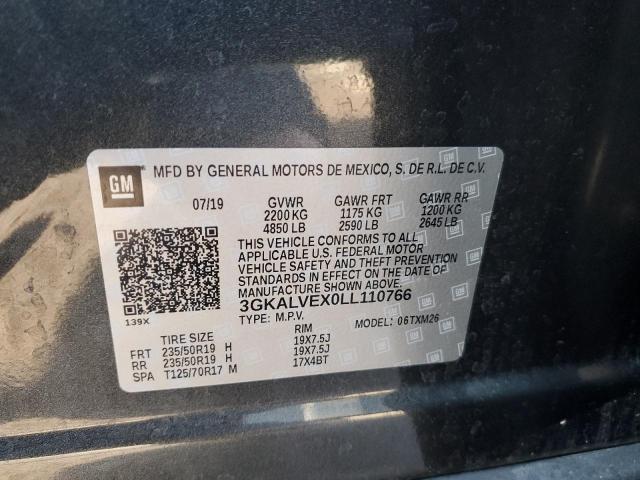 GM
MFD BY GENERAL MOTORS DE MEXICO, S. DE R.L. DE C.V.
07/19 GVWR GAWR FRT GAWR RR
2200 KG 1175 KG 1200 KG
4850 LB 2590 LB 2645 LB
THIS VEHICLE CONFORMS TO ALL
APPLICABLE U.S. FEDERAL MOTOR
VEHICLE SAFETY AND THEFT PREVENTION
STANDARDS IN EFFECT ON THE DATE OF
MANUFACTURE SHOWN ABOVE.
3GKALVEX0LL110766
139X
TYPE: M.P.V. MODEL: 06TXM26
TIRE SIZE RIM
FRT 235/50R19 H 19X7.5J
RR 235/50R19 H 19X7.5J
SPA T125/70R17 M 17X4BT